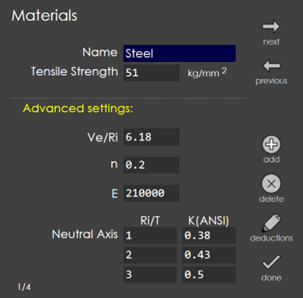 Materials
next
Name Steel
Tensile Strength 51 kg/mm 2
previous
Advanced settings:
Ve/Ri 6.18
n 0.2
add
E 210000
delete
Ri/T K(ANSI)
Neutral Axis 1 0.38
deductions
2 0.43
3 0.5
done
1/4